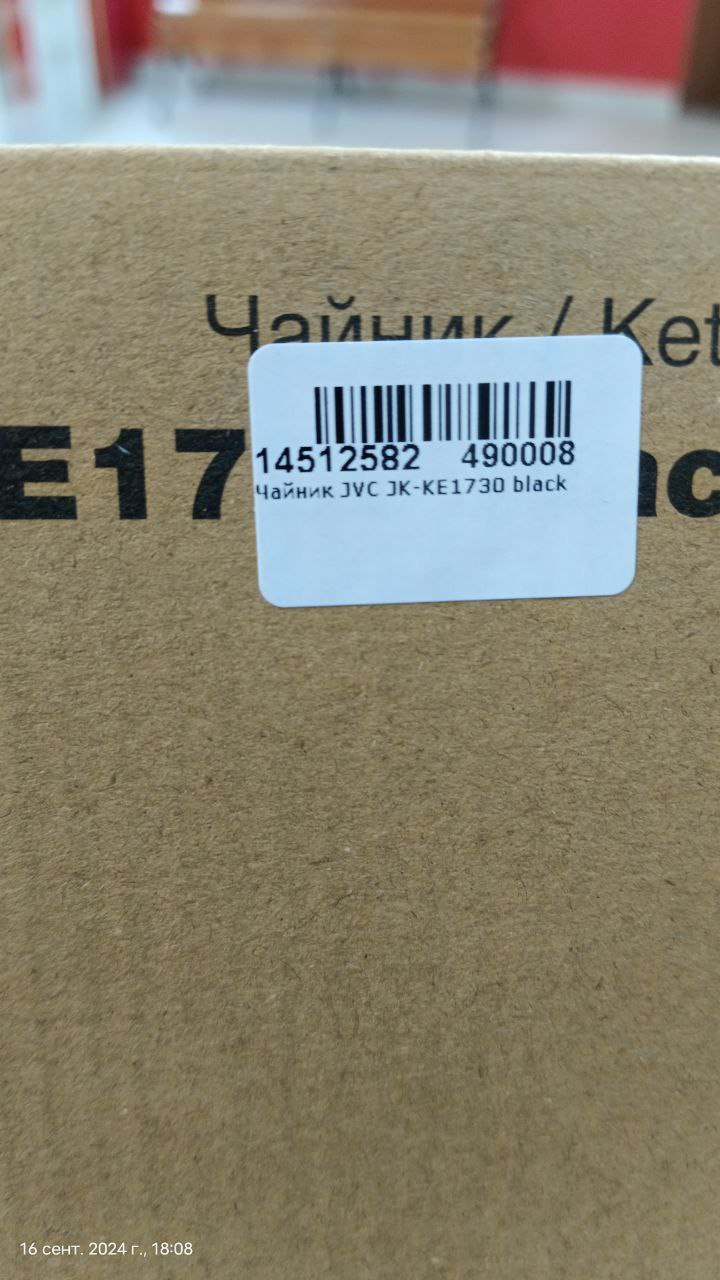 Чайник / Ket
E17 ac
14512582 490008
Чайник JVC JK-KE1730 black
16 сент. 2024 г., 18:08